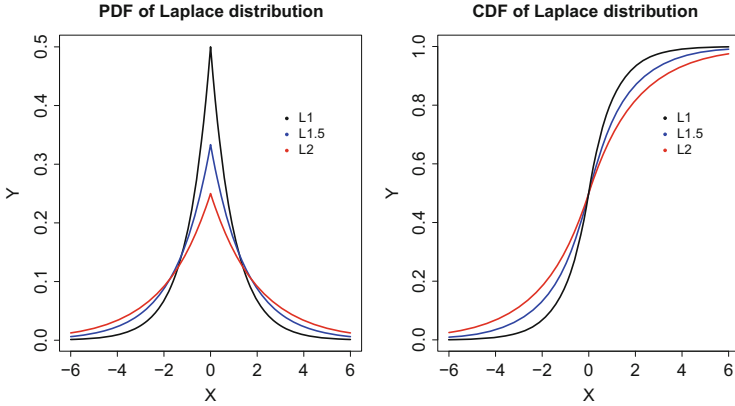 PDF of Laplace distribution
0.5
0.4
0.3
0.2
0.1
0.0
Y
L1
L1.5
L2
−6 −4 −2 0 2 4 6
X
CDF of Laplace distribution
1.0
0.8
0.6
0.4
0.2
0.0
Y
L1
L1.5
L2
−6 −4 −2 0 2 4 6
X